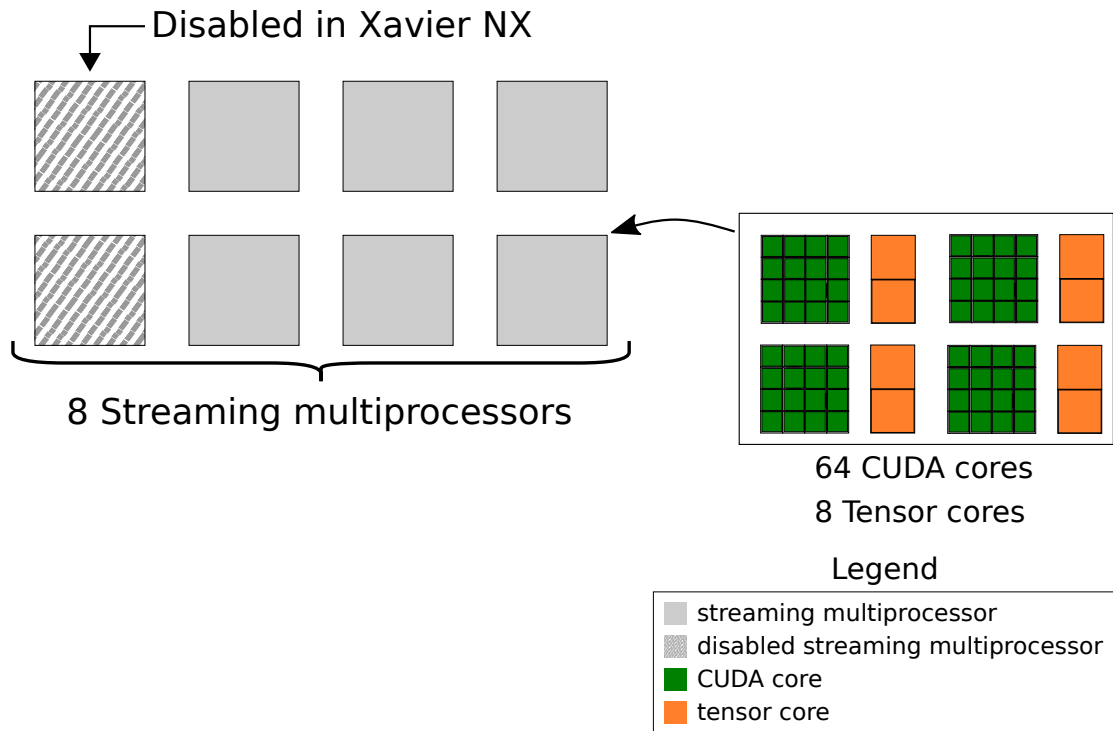 Disabled in Xavier NX
8 Streaming multiprocessors
64 CUDA cores
8 Tensor cores
Legend
streaming multiprocessor
disabled streaming multiprocessor
CUDA core
tensor core